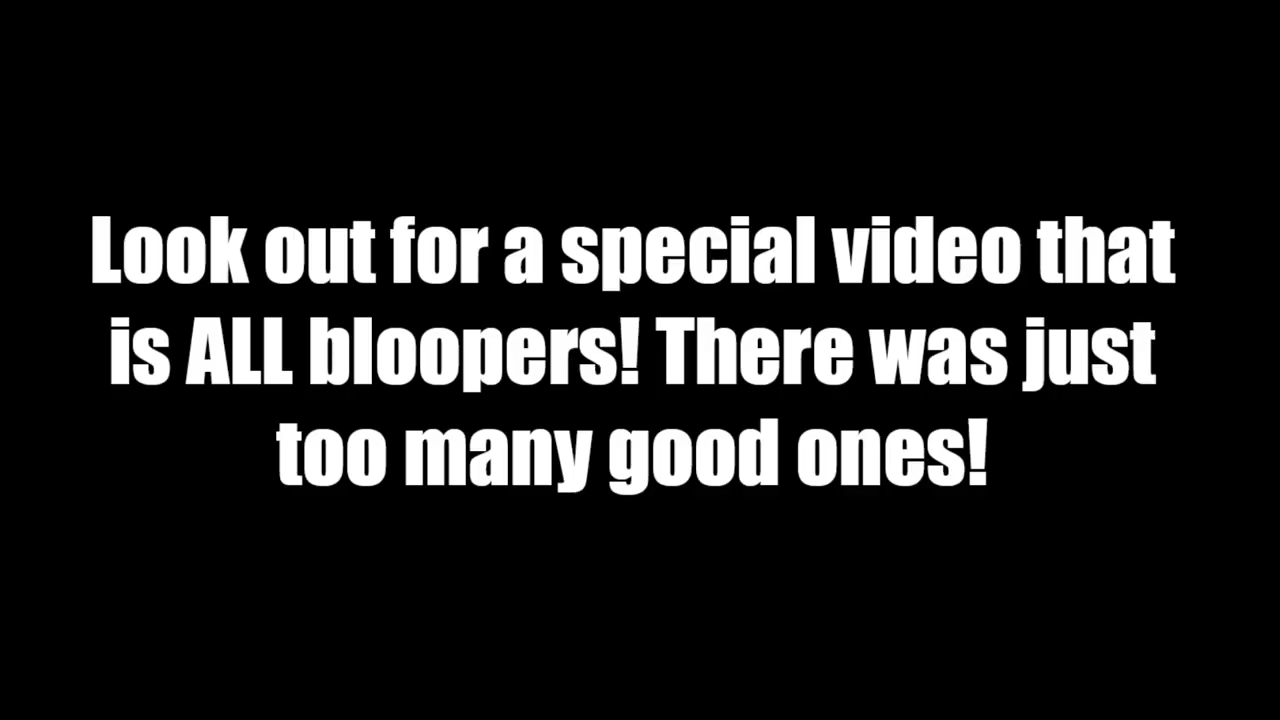 Look out for a special video that
is ALL bloopers! There was just
too many good ones!